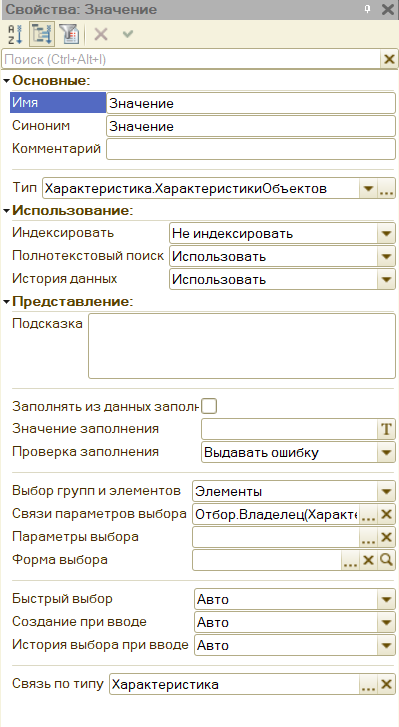 Свойства: Значение
Поиск (Ctrl+Alt+I)
Основные:
Имя Значение
Синоним Значение
Комментарий
Тип Характеристика.ХарактеристикиОбъектов ...
Использование:
Индексировать Не индексировать
Полнотекстовый поиск Использовать
История данных Использовать
Представление:
Подсказка
Заполнять из данных заполн
Значение заполнения T
Проверка заполнения Выдавать ошибку
Выбор групп и элементов Элементы
Связи параметров выбора Отбор.Владелец(Характе ...
Параметры выбора ...
Форма выбора ...
Быстрый выбор Авто
Создание при вводе Авто
История выбора при вводе Авто
Связь по типу Характеристика ...